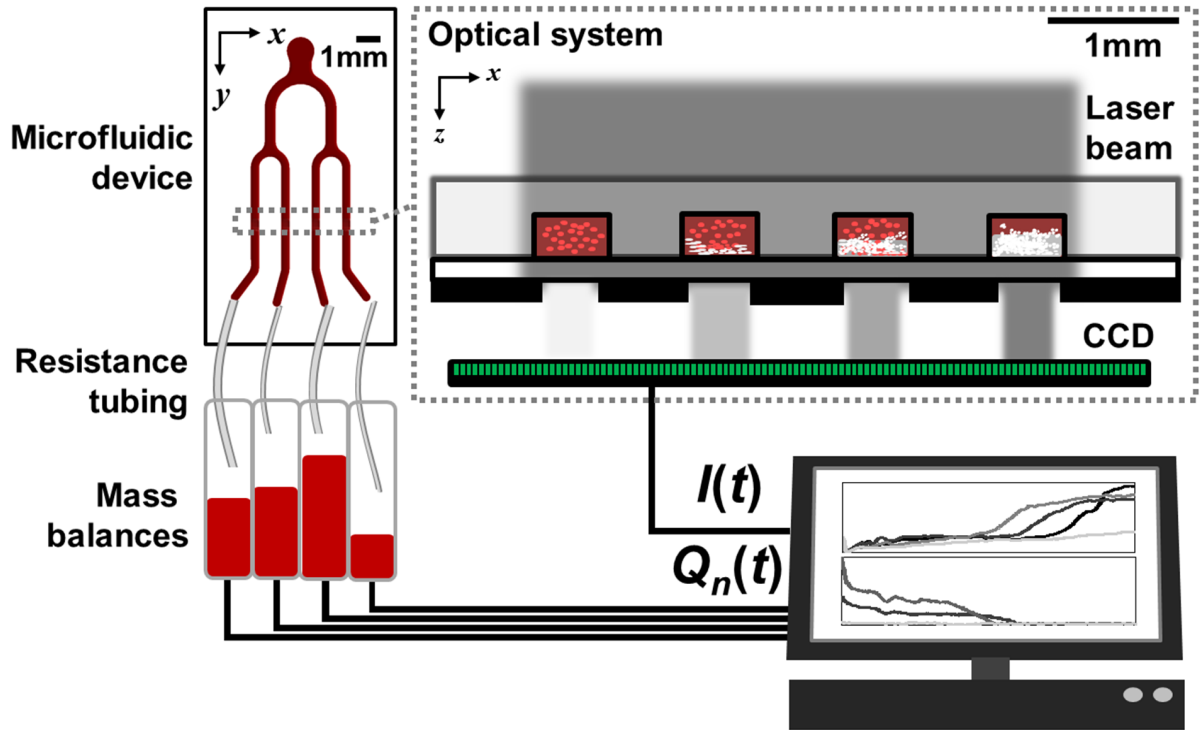 x
1mm
y
Microfluidic
device
Resistance
tubing
Mass
balances
Optical system
1mm
x
z
Laser
beam
CCD
I(t)
Qn(t)